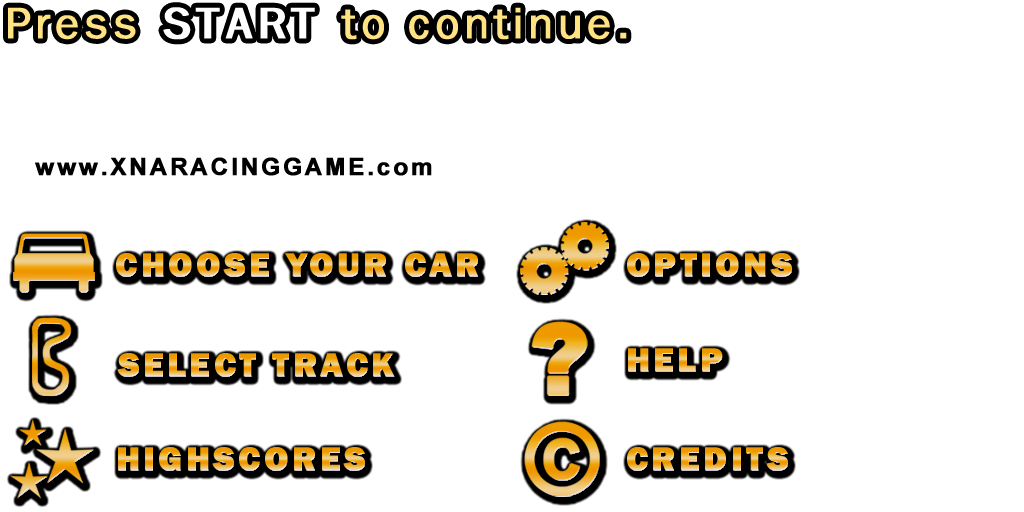 Press START to continue.
www.XNARACINGGAME.com
CHOOSE YOUR CAR
OPTIONS
SELECT TRACK
HELP
HIGHSCORES
CREDITS